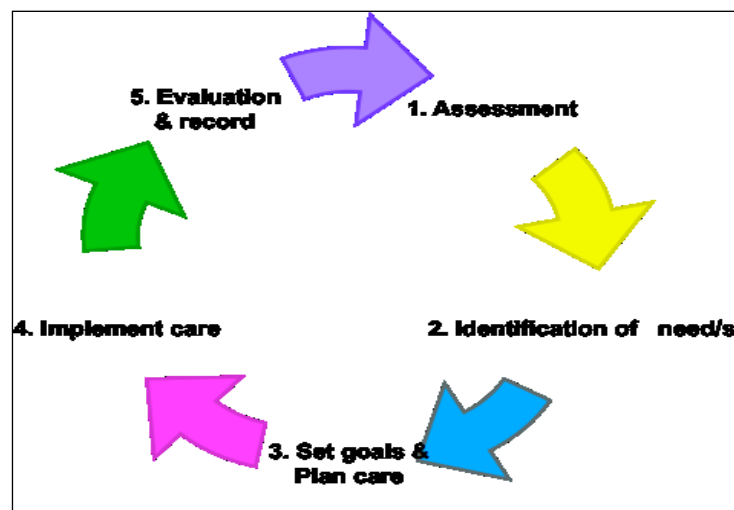 1. Assessment
2. Identification of need/s
3. Set goals &
Plan care
4. Implement care
5. Evaluation
& record